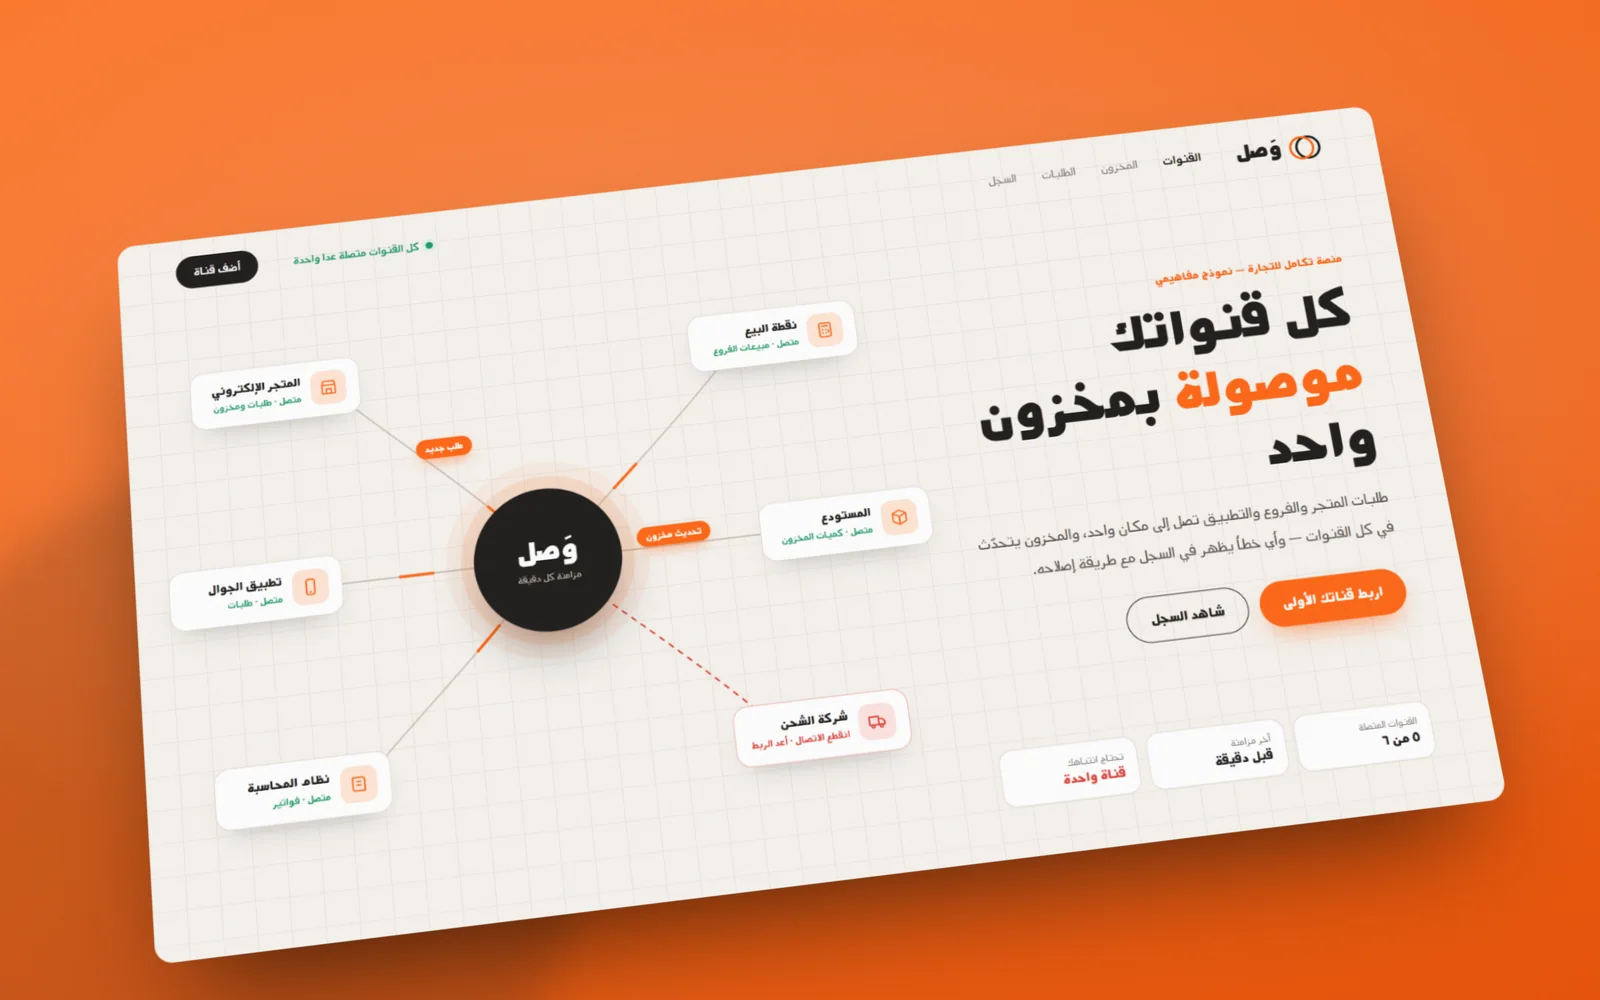 وَصل
القنوات
المخزون
الطلبات
السجل
كل القنوات متصلة عدا واحدة
أضف قناة
منصة تكامل للتجارة — نموذج مفاهيمي
كل قنواتك
موصولة بمخزون
واحد
طلبات المتجر والفروع والتطبيق تصل إلى مكان واحد، والمخزون يتحدّث
في كل القنوات — وأي خطأ يظهر في السجل مع طريقة إصلاحه.
اربط قناتك الأولى
شاهد السجل
القنوات المتصلة
٥ من ٦
آخر مزامنة
قبل دقيقة
تحتاج انتباهك
قناة واحدة
نقطة البيع
متصل · مبيعات الفروع
المتجر الإلكتروني
متصل · طلبات ومخزون
طلب جديد
المستودع
متصل · كميات المخزون
تحديث مخزون
وَصل
مزامنة كل دقيقة
تطبيق الجوال
متصل · طلبات
شركة الشحن
انقطع الاتصال · أعد الربط
نظام المحاسبة
متصل · فواتير